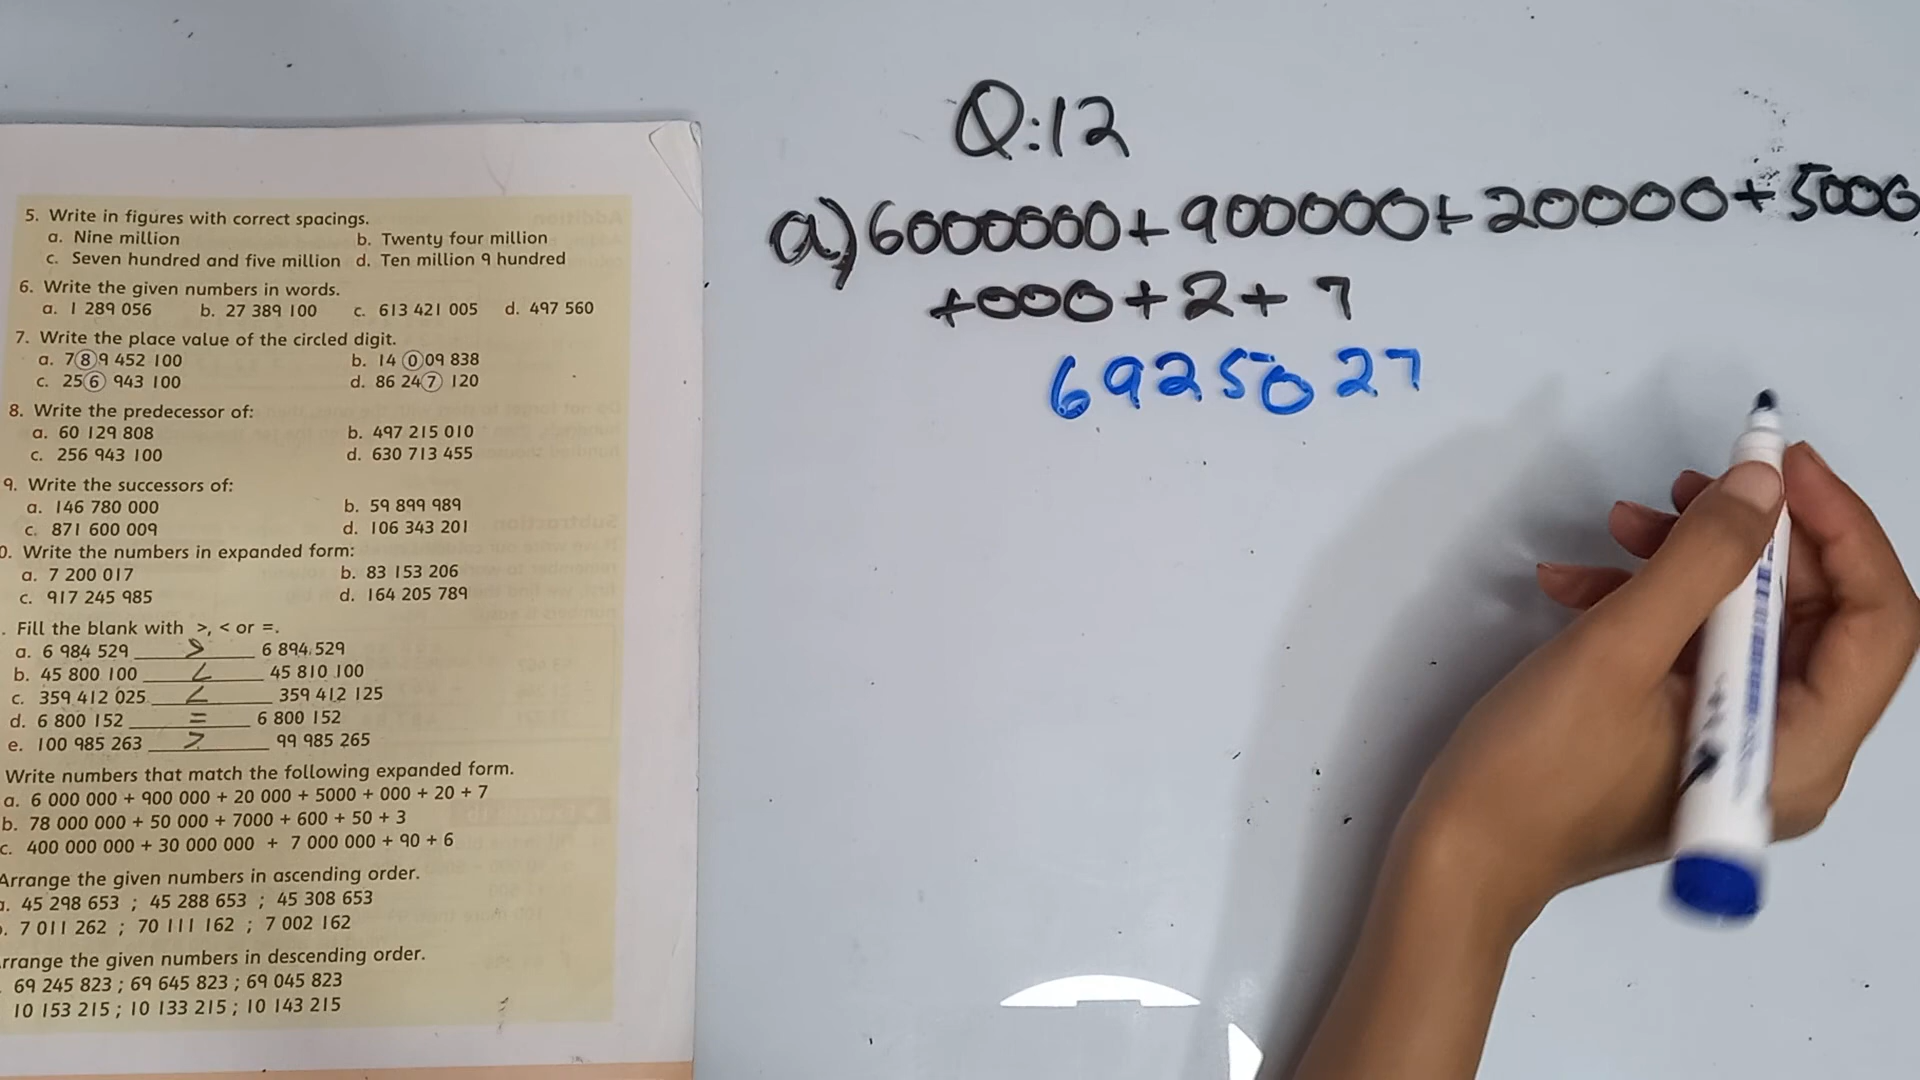 5. Write in figures with correct spacings.
a. Nine million b. Twenty four million
c. Seven hundred and five million d. Ten million 9 hundred
6. Write the given numbers in words.
a. 1 289 056 b. 27 389 100 c. 613 421 005 d. 497 560
7. Write the place value of the circled digit.
a. 789 452 100 b. 14 009 838
c. 256 943 100 d. 86 247 120
8. Write the predecessor of:
a. 60 129 808 b. 497 215 010
c. 256 943 100 d. 630 713 455
9. Write the successors of:
a. 146 780 000 b. 59 899 989
c. 871 600 009 d. 106 343 201
0. Write the numbers in expanded form:
a. 7 200 017 b. 83 153 206
c. 917 245 985 d. 164 205 789
. Fill the blank with >, < or =.
a. 6 984 529 > 6 894 529
b. 45 800 100 < 45 810 100
c. 359 412 025 < 359 412 125
d. 6 800 152 = 6 800 152
e. 100 985 263 > 99 985 265
Write numbers that match the following expanded form.
a. 6 000 000 + 900 000 + 20 000 + 5000 + 000 + 20 + 7
b. 78 000 000 + 50 000 + 7000 + 600 + 50 + 3
c. 400 000 000 + 30 000 000 + 7 000 000 + 90 + 6
Arrange the given numbers in ascending order.
a. 45 298 653 ; 45 288 653 ; 45 308 653
. 7 011 262 ; 70 111 162 ; 7 002 162
rrange the given numbers in descending order.
69 245 823 ; 69 645 823 ; 69 045 823
10 153 215 ; 10 133 215 ; 10 143 215
Q:12
a) 6000000+900000+20000+5000
+000+2+7
6925027